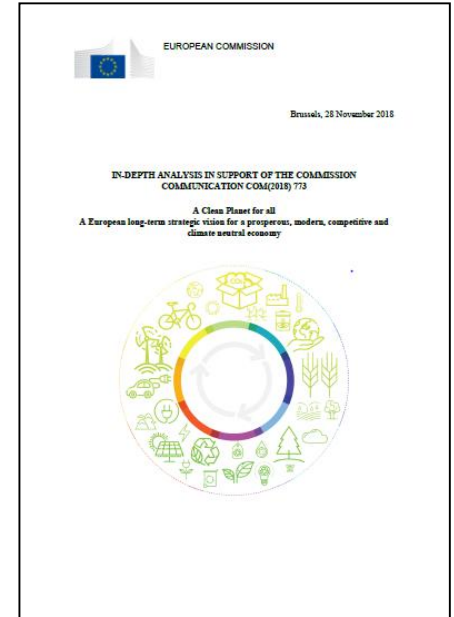 EUROPEAN COMMISSION
Brussels, 28 November 2018
IN-DEPTH ANALYSIS IN SUPPORT OF THE COMMISSION
COMMUNICATION COM(2018) 773
A Clean Planet for all
A European long-term strategic vision for a prosperous, modern, competitive and
climate neutral economy